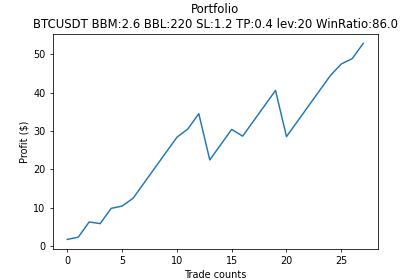 Portfolio
BTCUSDT BBM:2.6 BBL:220 SL:1.2 TP:0.4 lev:20 WinRatio:86.0
50
40
30
20
10
0
Profit ($)
0 5 10 15 20 25
Trade counts